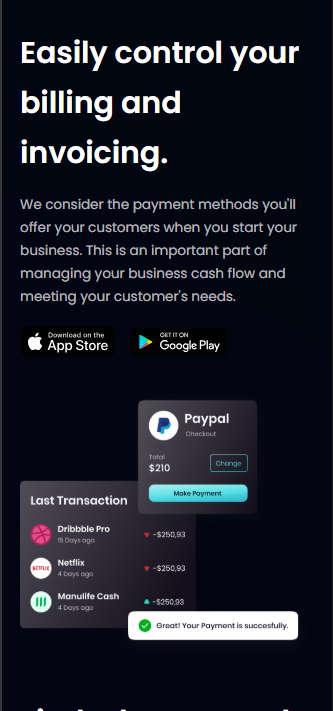 Easily control your
billing and
invoicing.
We consider the payment methods you'll
offer your customers when you start your
business. This is an important part of
managing your business cash flow and
meeting your customer's needs.
Download on the
App Store
GET IT ON
Google Play
Paypal
Checkout
Total
$210
Change
Make Payment
Last Transaction
Dribbble Pro
15 Days ago
-$250,93
NETFLIX
Netflix
4 Days ago
-$250,93
Manulife Cash
4 Days ago
-$250,93
Great! Your Payment is succesfully.